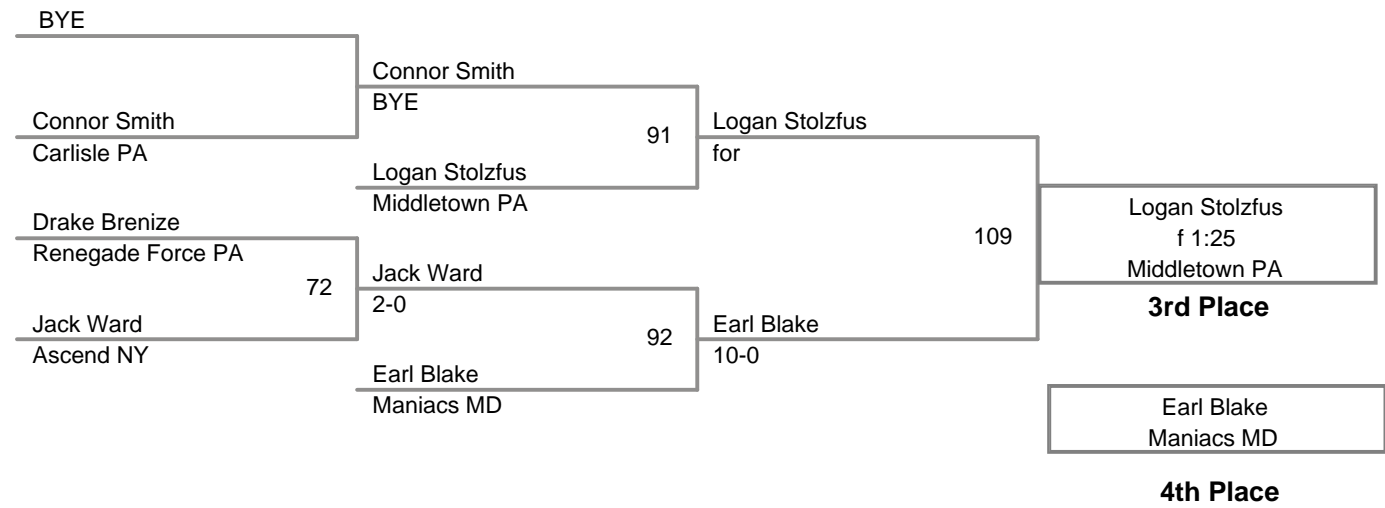 BYE
Connor Smith
BYE
Connor Smith
Carlisle PA
91
Logan Stolzfus
for
Logan Stolzfus
Middletown PA
Drake Brenize
Renegade Force PA
72
Jack Ward
2-0
Jack Ward
Ascend NY
92
Earl Blake
10-0
Earl Blake
Maniacs MD
109
Logan Stolzfus
f 1:25
Middletown PA
3rd Place
Earl Blake
Maniacs MD
4th Place